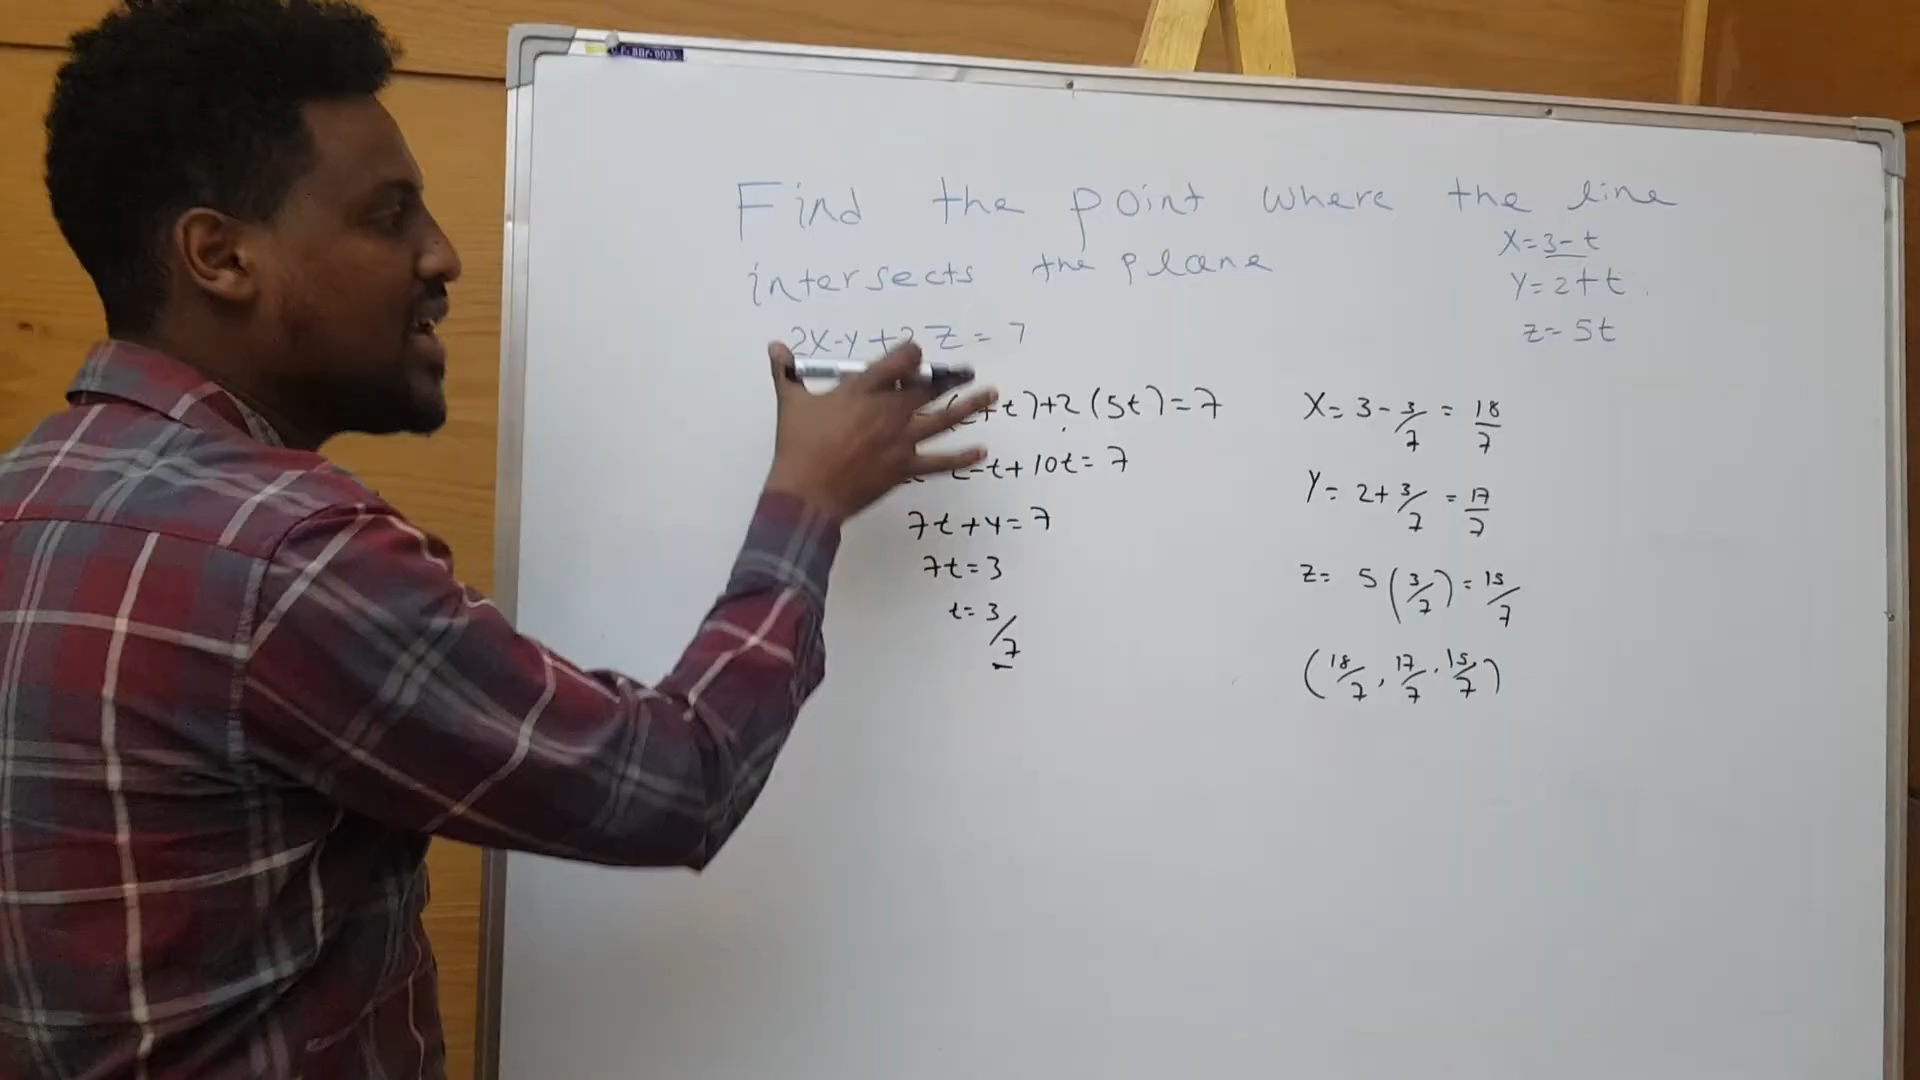 Find the point where the line
X=3-t
intersects the plane
Y=2+t
z=5t
2X-Y+2Z=7
+t)+2(5t)=7
-t+10t=7
7t+4=7
7t=3
t=3/7
X=3-3/7=18/7
Y=2+3/7=17/7
z=5(3/7)=15/7
(18/7,17/7,15/7)